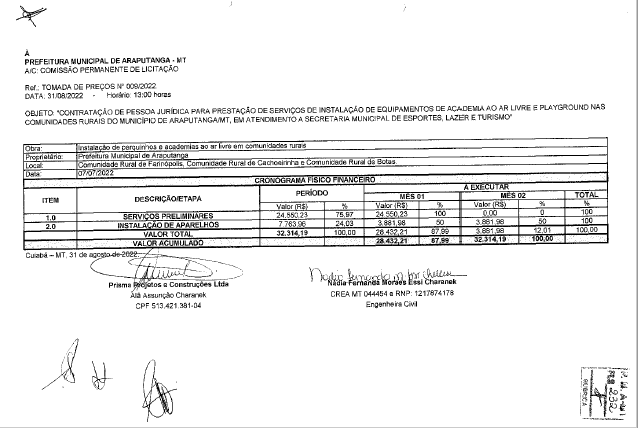 À
PREFEITURA MUNICIPAL DE ARAPUTANGA - MT
A/C: COMISSÃO PERMANENTE DE LICITAÇÃO
Ref.: TOMADA DE PREÇOS N° 009/2022
DATA: 31/08/2022 - Horário: 13:00 horas
OBJETO: "CONTRATAÇÃO DE PESSOA JURÍDICA PARA PRESTAÇÃO DE SERVIÇOS DE INSTALAÇÃO DE EQUIPAMENTOS DE ACADEMIA AO AR LIVRE E PLAYGROUND NAS
COMUNIDADES RURAIS DO MUNICÍPIO DE ARAPUTANGA/MT, EM ATENDIMENTO A SECRETARIA MUNICIPAL DE ESPORTES, LAZER E TURISMO"
Obra: Instalação de parquinhos e academias ao ar livre em comunidades rurais
Proprietário: Prefeitura Municipal de Araputanga
Local: Comunidade Rural de Farinópolis, Comunidade Rural de Cachoeirinha e Comunidade Rural de Botas.
Data: 07/07/2022
CRONOGRAMA FÍSICO FINANCEIRO
ITEM DESCRIÇÃO/ETAPA PERÍODO A EXECUTAR
MÊS 01 MÊS 02 TOTAL
Valor (R$) % Valor (R$) % Valor (R$) % %
1.0 SERVIÇOS PRELIMINARES 24.550,23 75,97 24.550,23 100 0,00 0 100
2.0 INSTALAÇÃO DE APARELHOS 7.763,96 24,03 3.881,98 50 3.881,98 50 100
VALOR TOTAL 32.314,19 100,00 28.432,21 87,99 3.881,98 12,01 100,00
VALOR ACUMULADO 28.432,21 87,99 32.314,19 100,00
Cuiabá – MT, 31 de agosto de 2022.
Prisma Projetos e Construções Ltda
Alã Assunção Charanek
CPF 513.421.381-04
Nadia Fernanda Moraes Essi Charanek
CREA MT 044454 e RNP: 1217874178
Engenheira Civil
232
RUBRICA